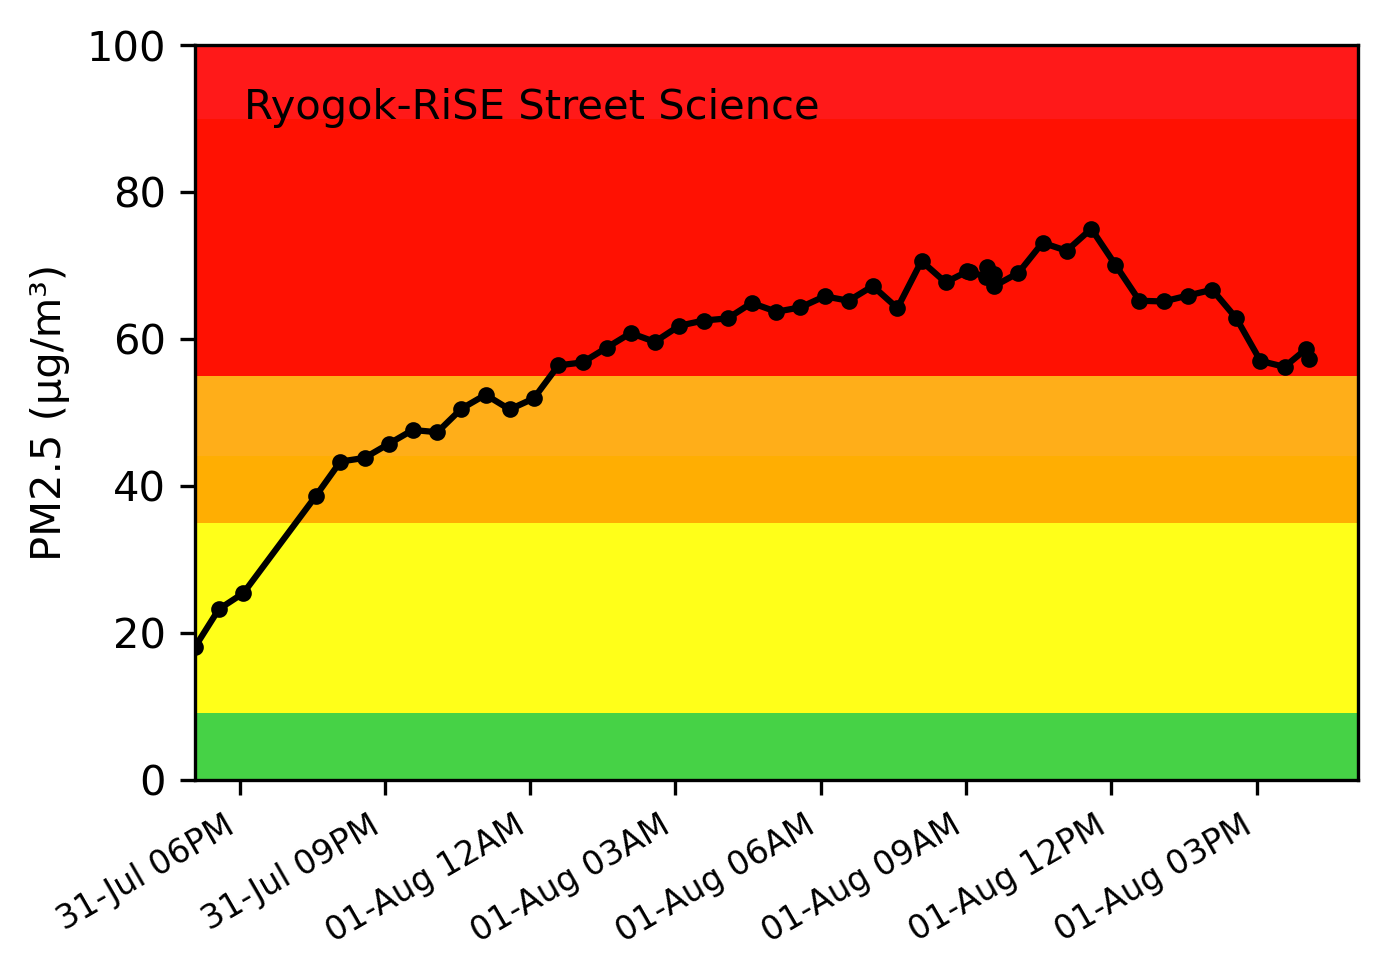 100
Ryogok-RiSE Street Science
80
60
40
20
0
PM2.5 (µg/m³)
31-Jul 06PM
31-Jul 09PM
01-Aug 12AM
01-Aug 03AM
01-Aug 06AM
01-Aug 09AM
01-Aug 12PM
01-Aug 03PM